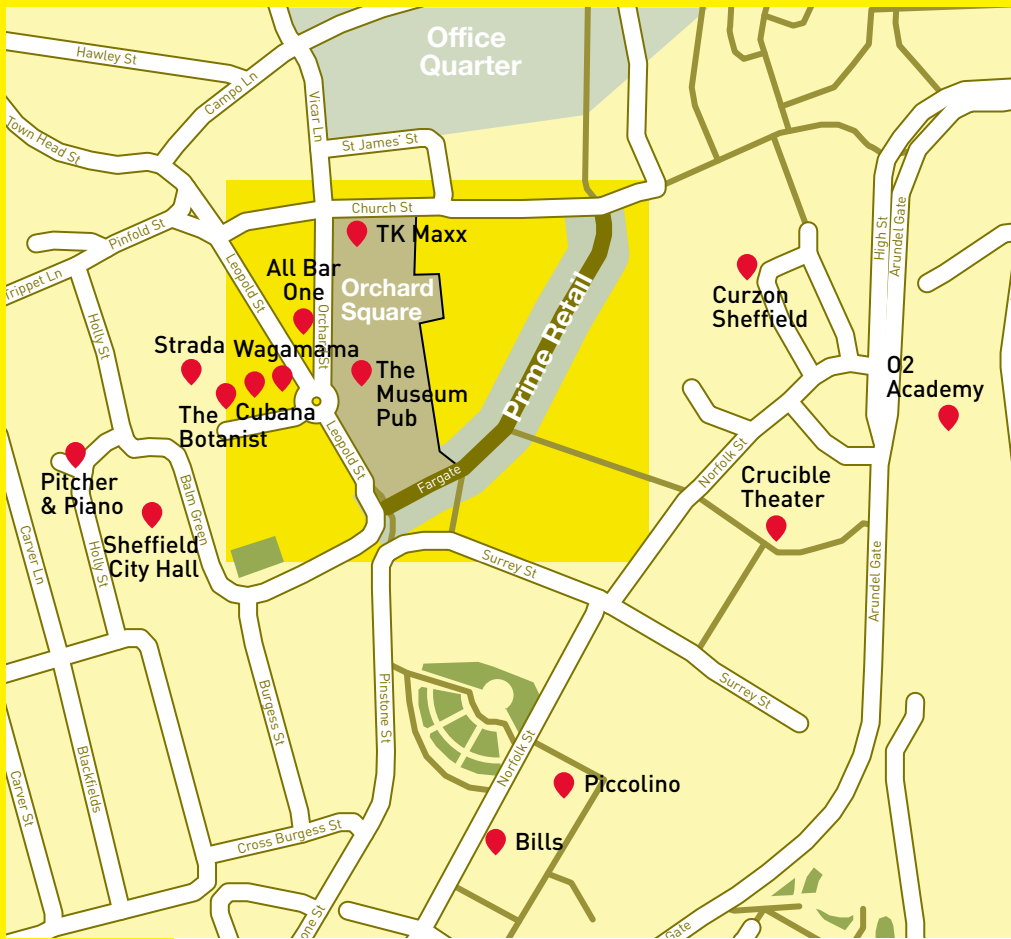 Office
Quarter
Hawley St
Campo Ln
Vicar Ln
Town Head St
St James' St
Church St
Pinfold St
TK Maxx
High St
Arundel Gate
Trippet Ln
Leopold St
All Bar
One
Orchard
Square
Orchard St
Prime Retail
Curzon
Sheffield
Holly St
Strada
Wagamama
The
Museum
Pub
O2
Academy
The
Botanist
Cubana
Leopold St
Fargate
Norfolk St
Pitcher
& Piano
Balm Green
Crucible
Theater
Sheffield
City Hall
Carver Ln
Holly St
Surrey St
Arundel Gate
Burgess St
Pinstone St
Surrey St
Norfolk St
Carver St
Blackfields
Piccolino
Cross Burgess St
Bills
one St
Gate